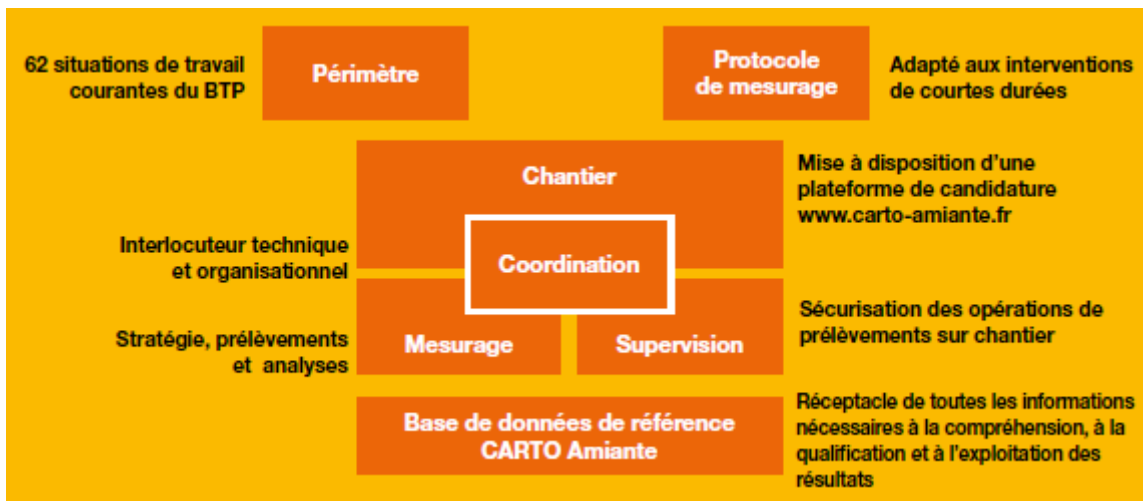 62 situations de travail
courantes du BTP
Périmètre
Protocole
de mesurage
Adapté aux interventions
de courtes durées
Chantier
Mise à disposition d'une
plateforme de candidature
www.carto-amiante.fr
Interlocuteur technique
et organisationnel
Coordination
Stratégie, prélèvements
et analyses
Mesurage
Supervision
Sécurisation des opérations de
prélèvements sur chantier
Base de données de référence
CARTO Amiante
Réceptacle de toutes les informations
nécessaires à la compréhension, à la
qualification et à l'exploitation des
résultats